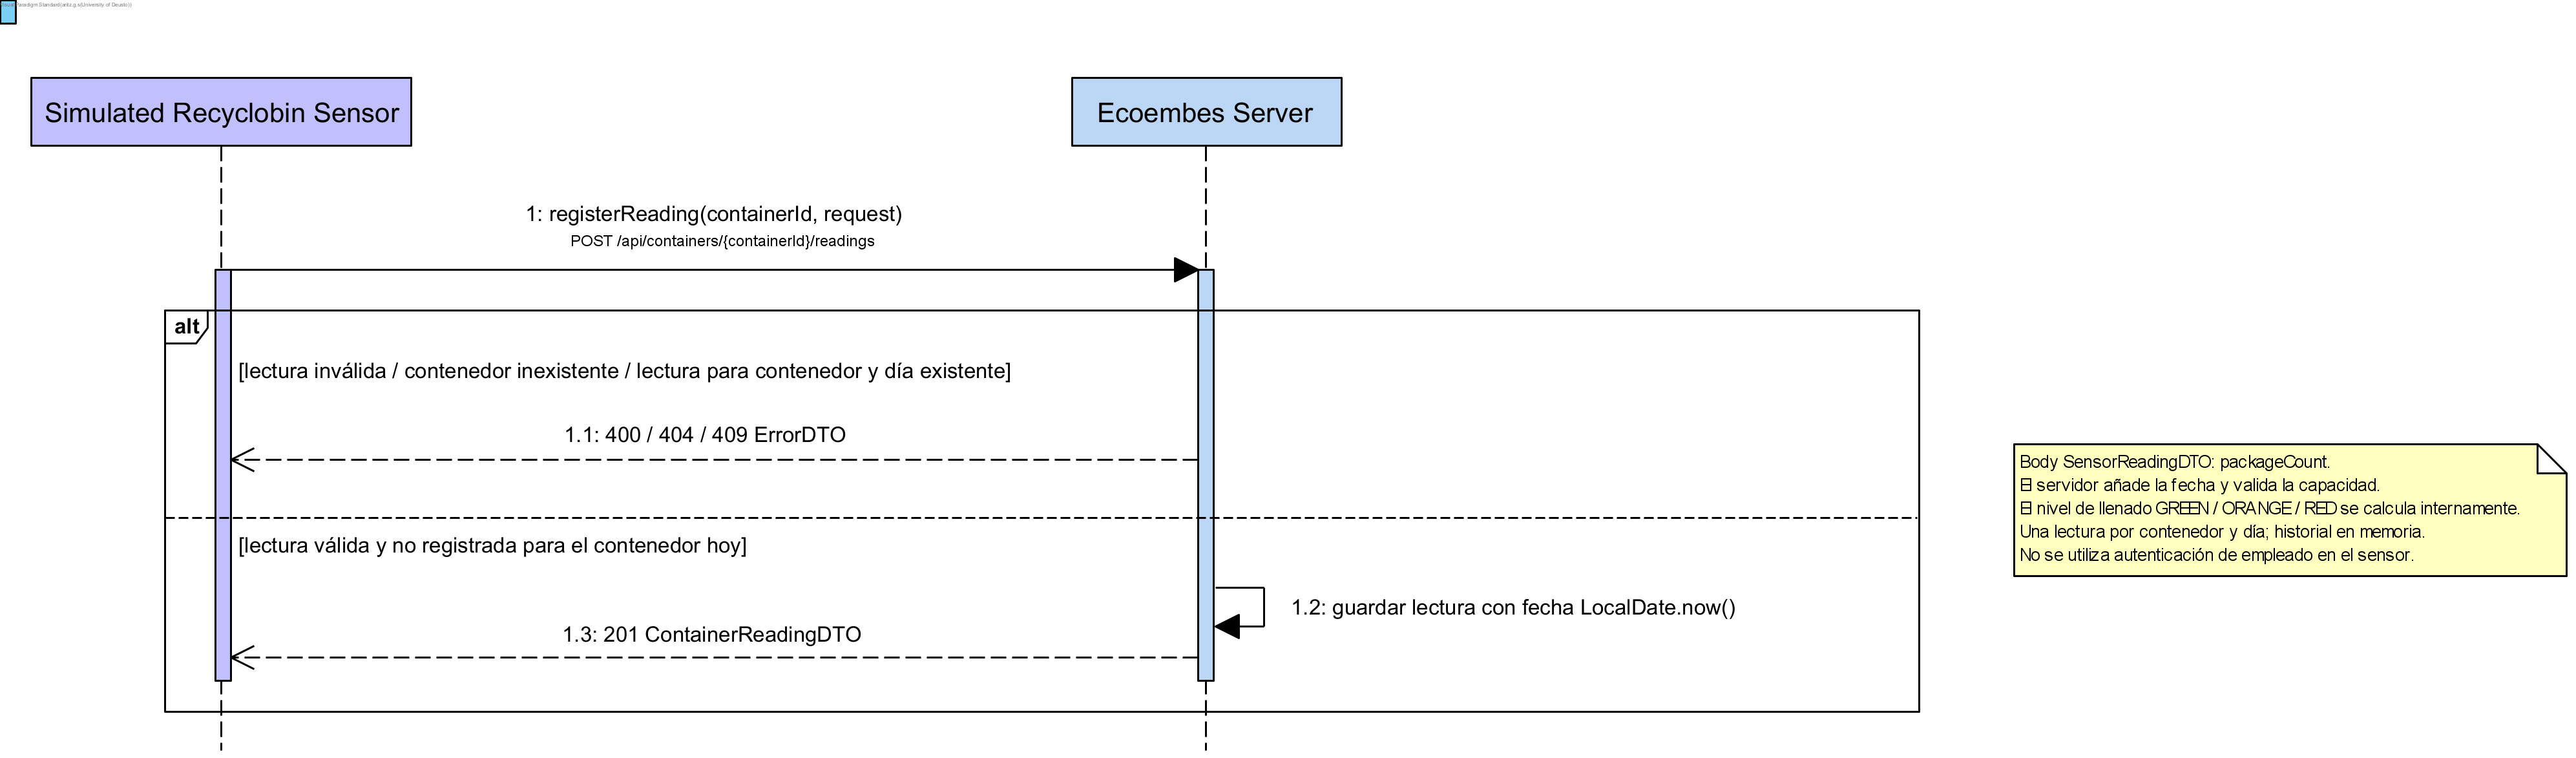 Simulated Recyclobin Sensor
Ecoembes Server
1: registerReading(containerId, request)
POST /api/containers/{containerId}/readings
alt
[lectura inválida / contenedor inexistente / lectura para contenedor y día existente]
1.1: 400 / 404 / 409 ErrorDTO
Body SensorReadingDTO: packageCount.
El servidor añade la fecha y valida la capacidad.
El nivel de llenado GREEN / ORANGE / RED se calcula internamente.
Una lectura por contenedor y día; historial en memoria.
No se utiliza autenticación de empleado en el sensor.
[lectura válida y no registrada para el contenedor hoy]
1.2: guardar lectura con fecha LocalDate.now()
1.3: 201 ContainerReadingDTO